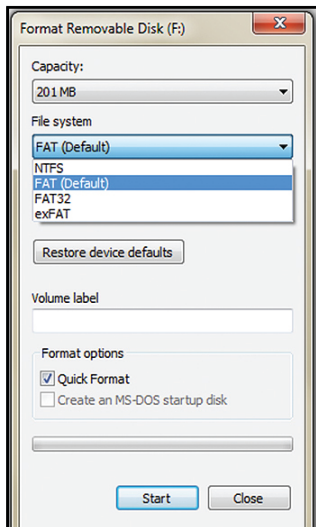 Format Removable Disk (F:)
Capacity:
201 MB
File system
FAT (Default)
NTFS
FAT (Default)
FAT32
exFAT
Restore device defaults
Volume label
Format options
Quick Format
Create an MS-DOS startup disk
Start
Close